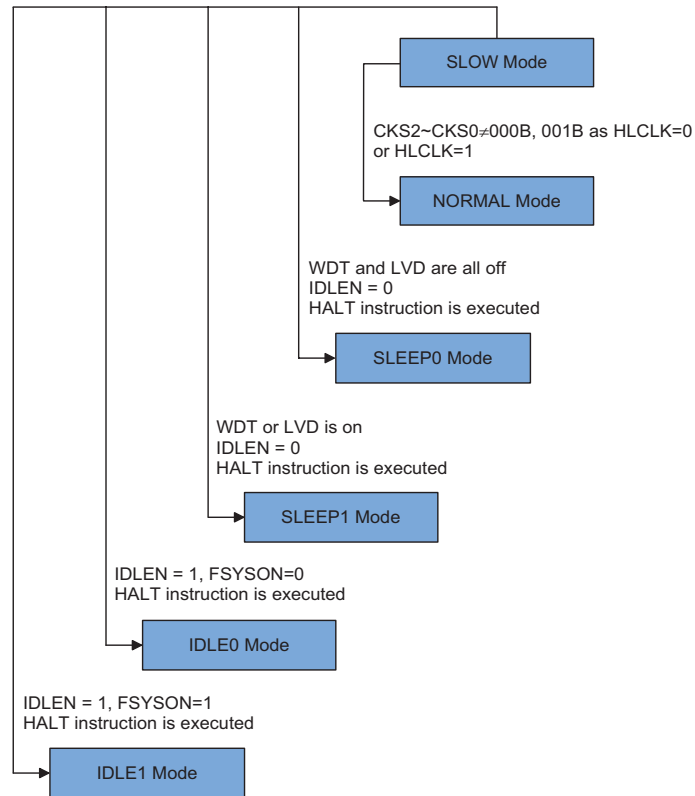 SLOW Mode
CKS2~CKS0≠000B, 001B as HLCLK=0
or HLCLK=1
NORMAL Mode
WDT and LVD are all off
IDLEN = 0
HALT instruction is executed
SLEEP0 Mode
WDT or LVD is on
IDLEN = 0
HALT instruction is executed
SLEEP1 Mode
IDLEN = 1, FSYSON=0
HALT instruction is executed
IDLE0 Mode
IDLEN = 1, FSYSON=1
HALT instruction is executed
IDLE1 Mode